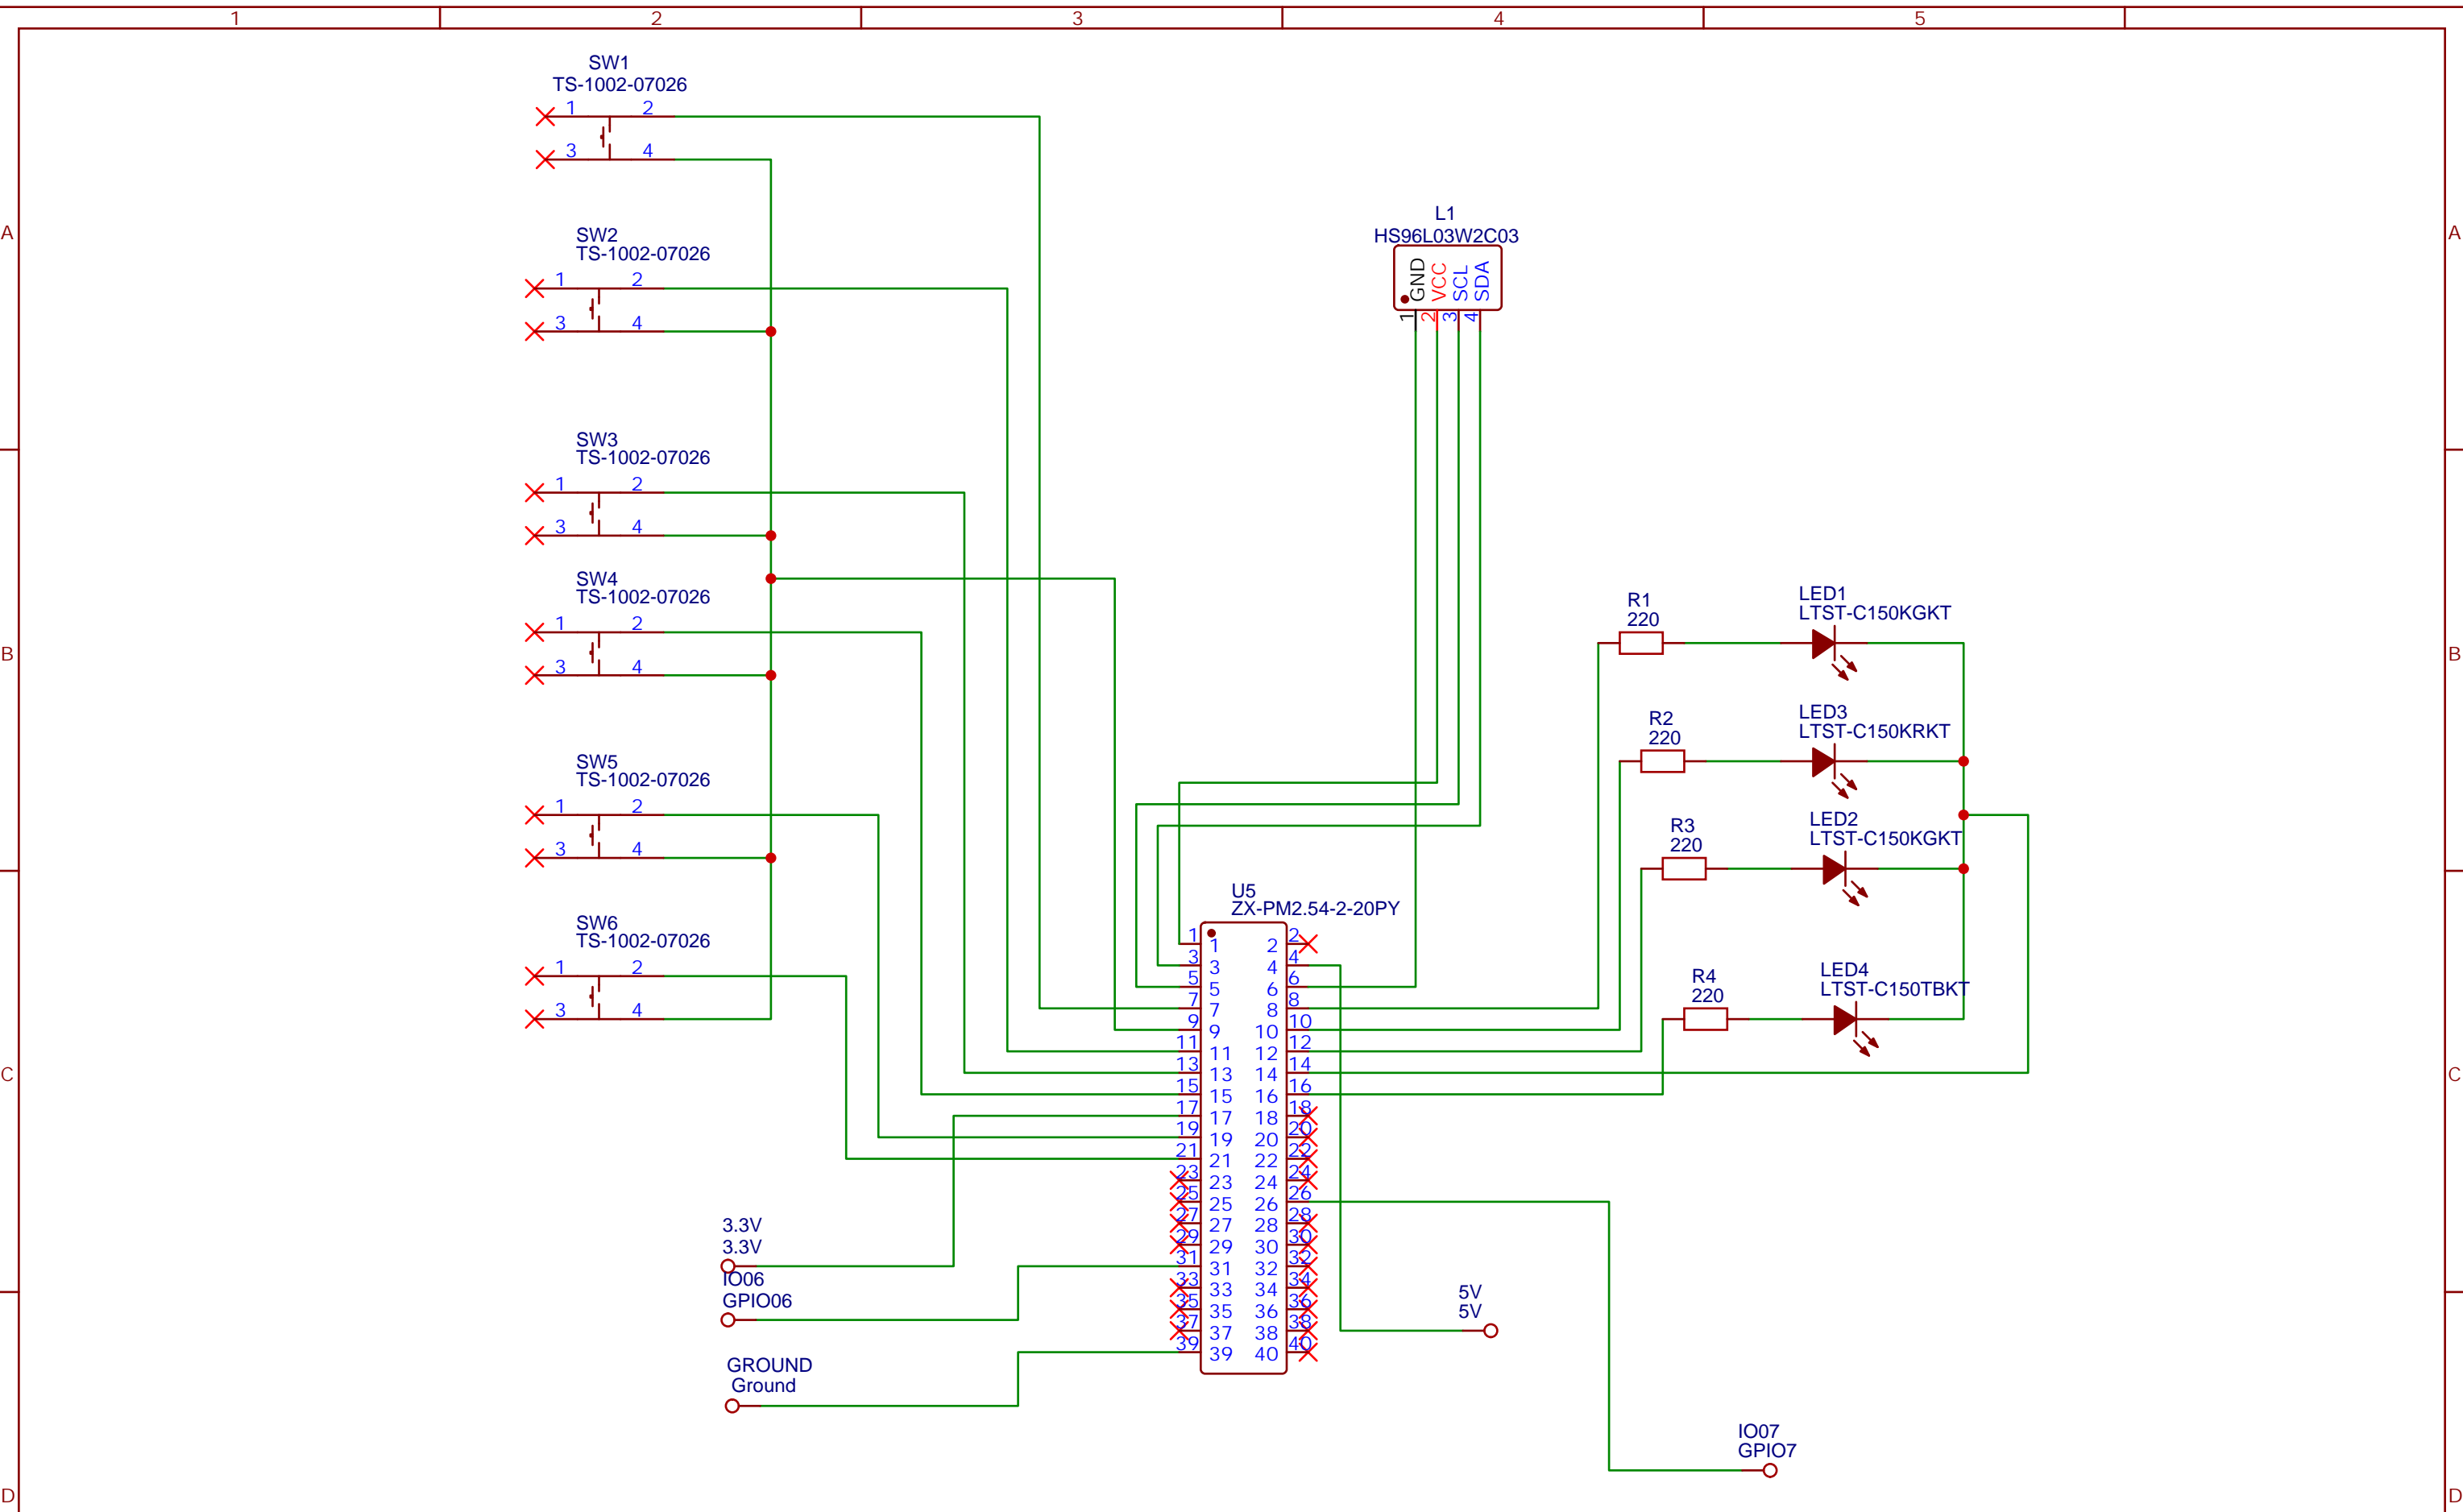 1 2 3 4 5
A A
B B
C C
D D
SW1
TS-1002-07026
1 2
3 4
SW2
TS-1002-07026
1 2
3 4
SW3
TS-1002-07026
1 2
3 4
SW4
TS-1002-07026
1 2
3 4
SW5
TS-1002-07026
1 2
3 4
SW6
TS-1002-07026
1 2
3 4
L1
HS96L03W2C03
GND
VCC
SCL
SDA
1
2
3
4
R1
220
LED1
LTST-C150KGKT
R2
220
LED3
LTST-C150KRKT
R3
220
LED2
LTST-C150KGKT
R4
220
LED4
LTST-C150TBKT
U5
ZX-PM2.54-2-20PY
1 1 2 2
3 3 4 4
5 5 6 6
7 7 8 8
9 9 10 10
11 11 12 12
13 13 14 14
15 15 16 16
17 17 18 18
19 19 20 20
21 21 22 22
23 23 24 24
25 25 26 26
27 27 28 28
29 29 30 30
31 31 32 32
33 33 34 34
35 35 36 36
37 37 38 38
39 39 40 40
3.3V
3.3V
IO06
GPIO06
GROUND
Ground
5V
5V
IO07
GPIO7